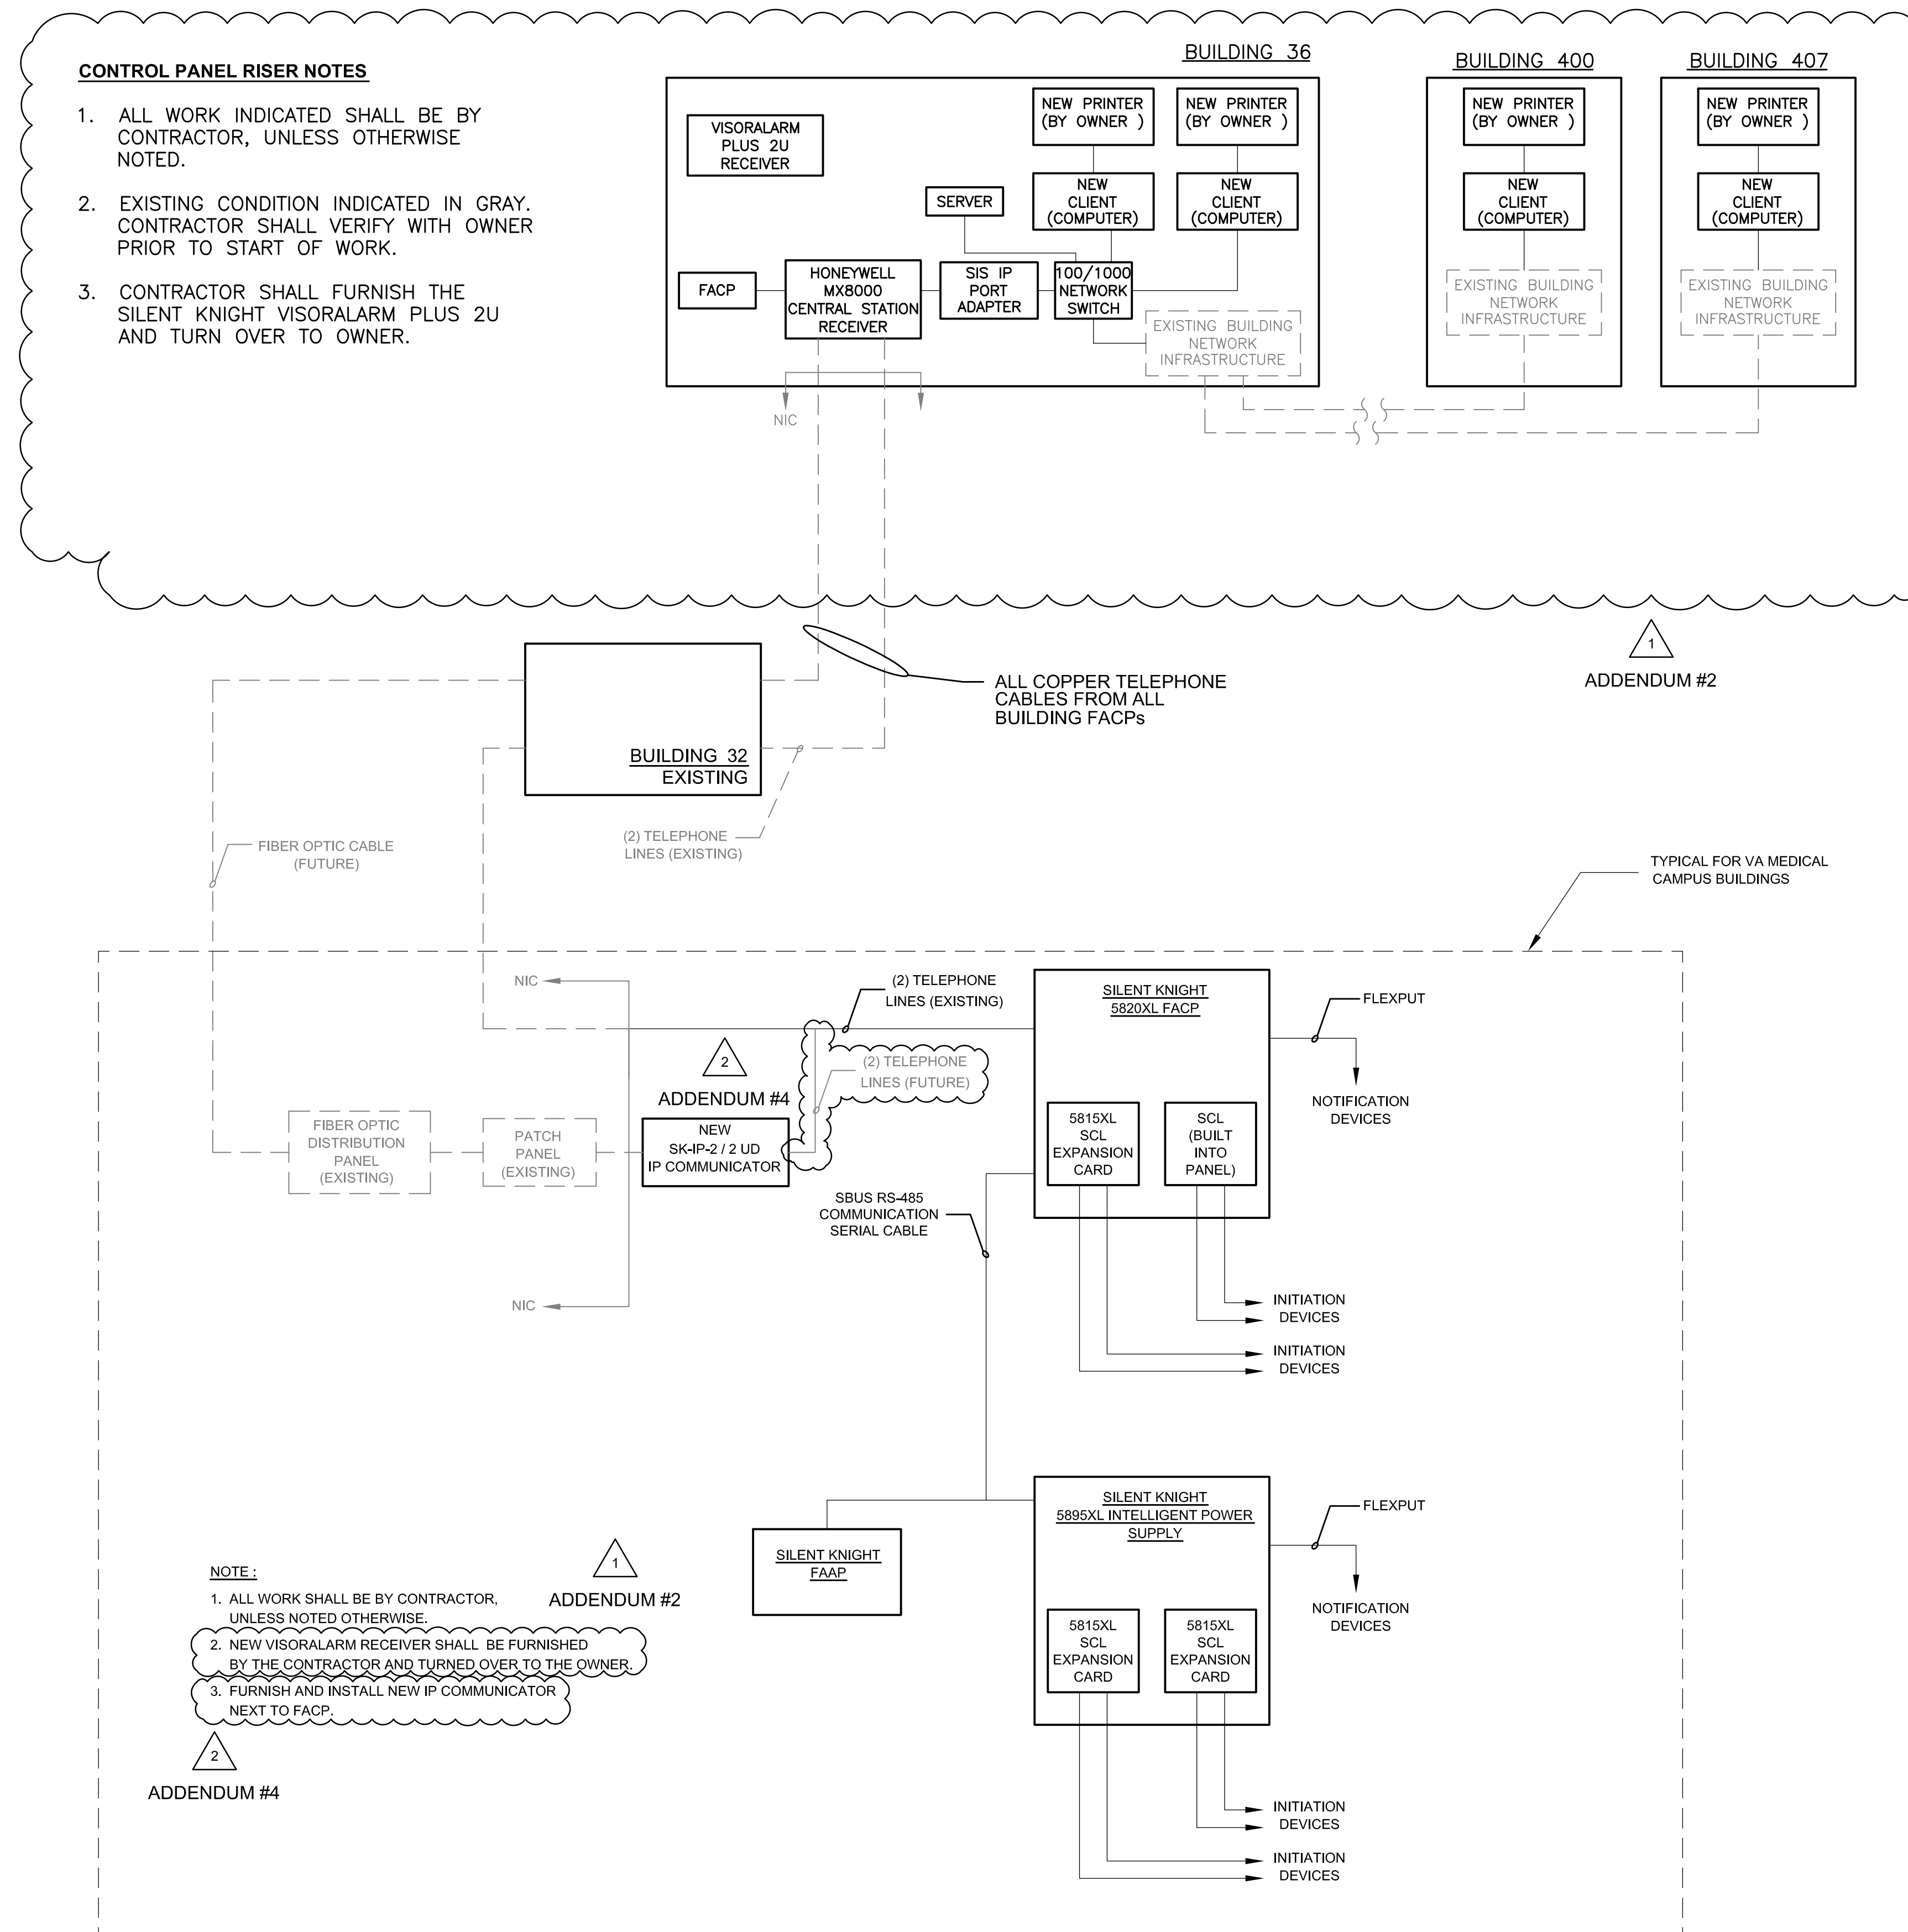 CONTROL PANEL RISER NOTES
1. ALL WORK INDICATED SHALL BE BY
CONTRACTOR, UNLESS OTHERWISE
NOTED.
2. EXISTING CONDITION INDICATED IN GRAY.
CONTRACTOR SHALL VERIFY WITH OWNER
PRIOR TO START OF WORK.
3. CONTRACTOR SHALL FURNISH THE
SILENT KNIGHT VISORALARM PLUS 2U
AND TURN OVER TO OWNER.
BUILDING 36
VISORALARM
PLUS 2U
RECEIVER
NEW PRINTER
(BY OWNER )
NEW PRINTER
(BY OWNER )
SERVER
NEW
CLIENT
(COMPUTER)
NEW
CLIENT
(COMPUTER)
FACP
HONEYWELL
MX8000
CENTRAL STATION
RECEIVER
SIS IP
PORT
ADAPTER
100/1000
NETWORK
SWITCH
EXISTING BUILDING
NETWORK
INFRASTRUCTURE
NIC
BUILDING 400
NEW PRINTER
(BY OWNER )
NEW
CLIENT
(COMPUTER)
EXISTING BUILDING
NETWORK
INFRASTRUCTURE
BUILDING 407
NEW PRINTER
(BY OWNER )
NEW
CLIENT
(COMPUTER)
EXISTING BUILDING
NETWORK
INFRASTRUCTURE
1
ADDENDUM #2
ALL COPPER TELEPHONE
CABLES FROM ALL
BUILDING FACPs
BUILDING 32
EXISTING
FIBER OPTIC CABLE
(FUTURE)
(2) TELEPHONE
LINES (EXISTING)
TYPICAL FOR VA MEDICAL
CAMPUS BUILDINGS
NIC
(2) TELEPHONE
LINES (EXISTING)
SILENT KNIGHT
5820XL FACP
FLEXPUT
2
ADDENDUM #4
(2) TELEPHONE
LINES (FUTURE)
NOTIFICATION
DEVICES
FIBER OPTIC
DISTRIBUTION
PANEL
(EXISTING)
PATCH
PANEL
(EXISTING)
NEW
SK-IP-2 / 2 UD
IP COMMUNICATOR
5815XL
SCL
EXPANSION
CARD
SCL
(BUILT
INTO
PANEL)
SBUS RS-485
COMMUNICATION
SERIAL CABLE
NIC
INITIATION
DEVICES
INITIATION
DEVICES
SILENT KNIGHT
5895XL INTELLIGENT POWER
SUPPLY
FLEXPUT
NOTIFICATION
DEVICES
SILENT KNIGHT
FAAP
5815XL
SCL
EXPANSION
CARD
5815XL
SCL
EXPANSION
CARD
INITIATION
DEVICES
INITIATION
DEVICES
NOTE :
1. ALL WORK SHALL BE BY CONTRACTOR,
UNLESS NOTED OTHERWISE.
1
ADDENDUM #2
2. NEW VISORALARM RECEIVER SHALL BE FURNISHED
BY THE CONTRACTOR AND TURNED OVER TO THE OWNER.
3. FURNISH AND INSTALL NEW IP COMMUNICATOR
NEXT TO FACP.
2
ADDENDUM #4